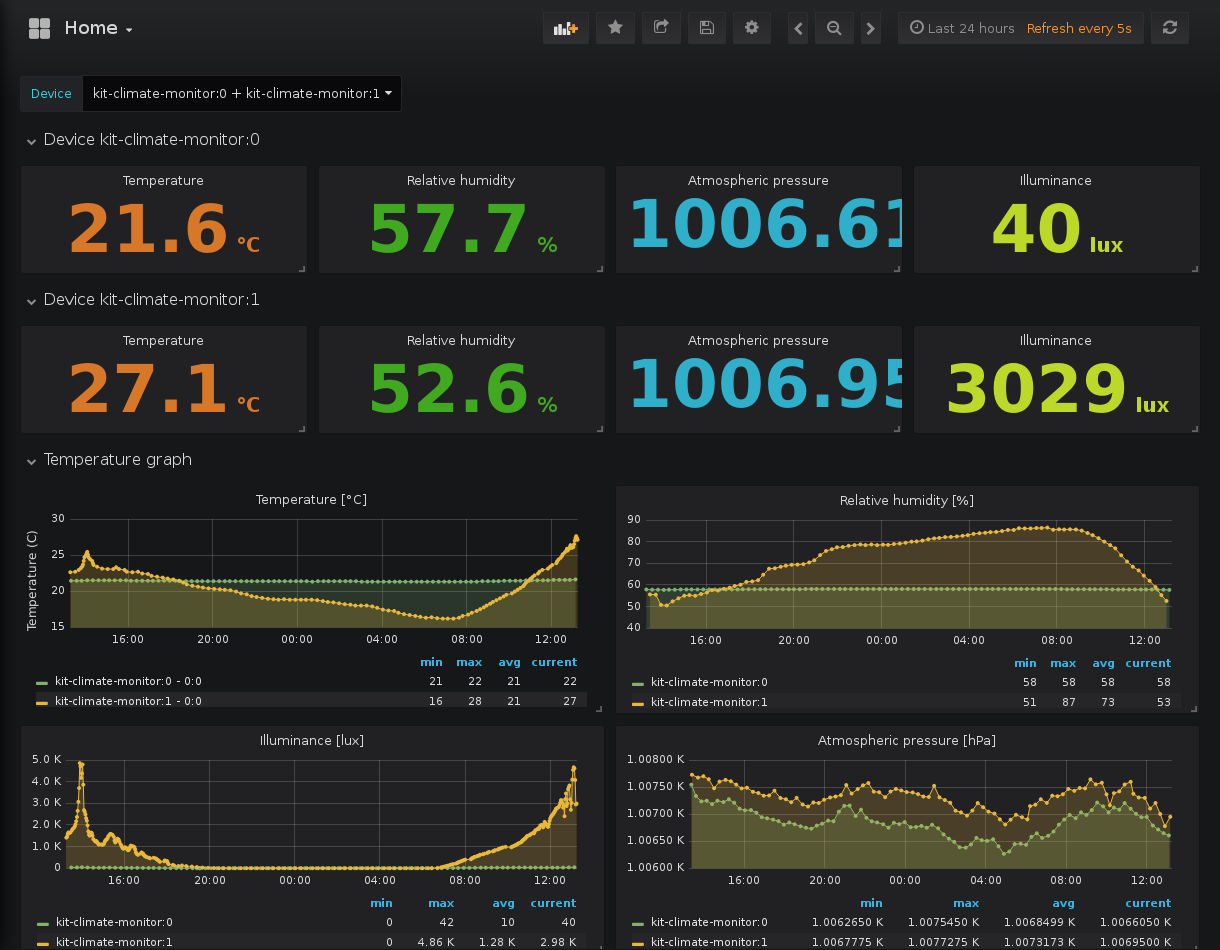 Home
Last 24 hours Refresh every 5s
Device kit-climate-monitor:0 + kit-climate-monitor:1
Device kit-climate-monitor:0
Temperature Relative humidity Atmospheric pressure Illuminance
21.6 °C 57.7 % 1006.61 40 lux
Device kit-climate-monitor:1
Temperature Relative humidity Atmospheric pressure Illuminance
27.1 °C 52.6 % 1006.95 3029 lux
Temperature graph
Temperature [°C]
Temperature (C)
30
25
20
15
16:00 20:00 00:00 04:00 08:00 12:00
min max avg current
kit-climate-monitor:0 - 0:0 21 22 21 22
kit-climate-monitor:1 - 0:0 16 28 21 27
Relative humidity [%]
90
80
70
60
50
40
16:00 20:00 00:00 04:00 08:00 12:00
min max avg current
kit-climate-monitor:0 58 58 58 58
kit-climate-monitor:1 51 87 73 53
Illuminance [lux]
5.0 K
4.0 K
3.0 K
2.0 K
1.0 K
0
16:00 20:00 00:00 04:00 08:00 12:00
min max avg current
kit-climate-monitor:0 0 42 10 40
kit-climate-monitor:1 0 4.86 K 1.28 K 2.98 K
Atmospheric pressure [hPa]
1.00800 K
1.00750 K
1.00700 K
1.00650 K
1.00600 K
16:00 20:00 00:00 04:00 08:00 12:00
min max avg current
kit-climate-monitor:0 1.0062650 K 1.0075450 K 1.0068499 K 1.0066050 K
kit-climate-monitor:1 1.0067775 K 1.0077275 K 1.0073173 K 1.0069500 K